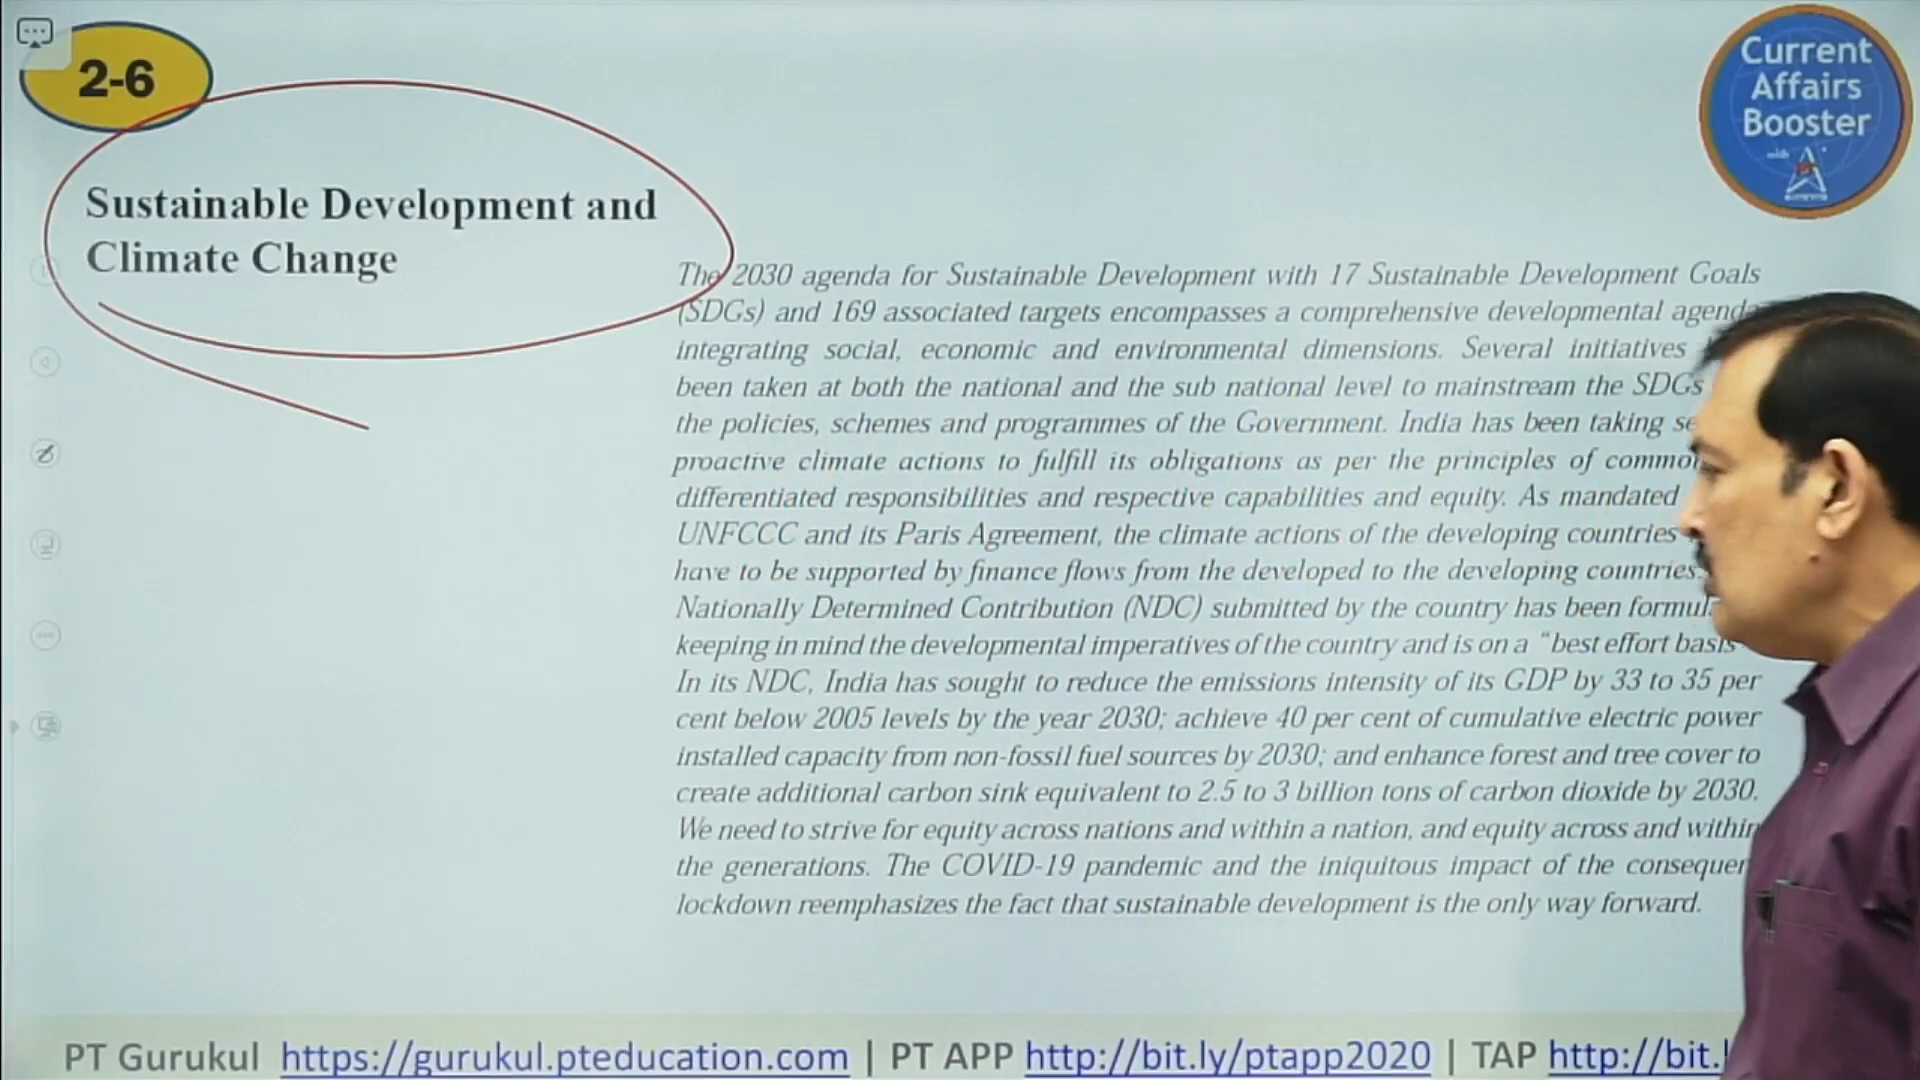 2-6
Current
Affairs
Booster
with
Sustainable Development and
Climate Change
The 2030 agenda for Sustainable Development with 17 Sustainable Development Goals
(SDGs) and 169 associated targets encompasses a comprehensive developmental agenda
integrating social, economic and environmental dimensions. Several initiatives
been taken at both the national and the sub national level to mainstream the SDGs
the policies, schemes and programmes of the Government. India has been taking
proactive climate actions to fulfill its obligations as per the principles of common
differentiated responsibilities and respective capabilities and equity. As mandated
UNFCCC and its Paris Agreement, the climate actions of the developing countries
have to be supported by finance flows from the developed to the developing countries.
Nationally Determined Contribution (NDC) submitted by the country has been
keeping in mind the developmental imperatives of the country and is on a “best effort basis
In its NDC, India has sought to reduce the emissions intensity of its GDP by 33 to 35 per
cent below 2005 levels by the year 2030; achieve 40 per cent of cumulative electric power
installed capacity from non-fossil fuel sources by 2030; and enhance forest and tree cover to
create additional carbon sink equivalent to 2.5 to 3 billion tons of carbon dioxide by 2030.
We need to strive for equity across nations and within a nation, and equity across and within
the generations. The COVID-19 pandemic and the iniquitous impact of the
lockdown reemphasizes the fact that sustainable development is the only way forward.
PT Gurukul https://gurukul.pteducation.com | PT APP http://bit.ly/ptapp2020 | TAP http://bit.